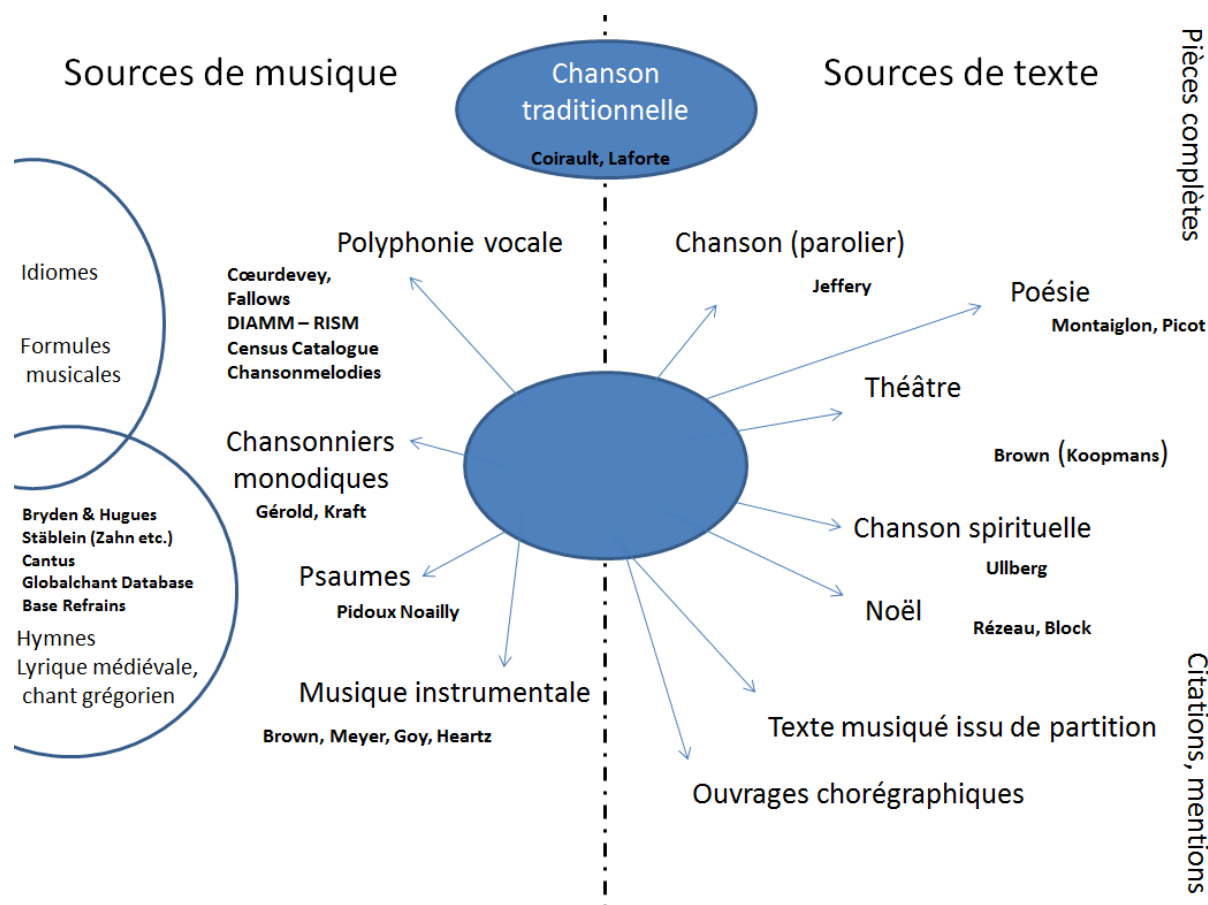 Sources de musique
Chanson
traditionnelle
Coirault, Laforte
Sources de texte
Pièces complètes
Idiomes
Formules
musicales
Polyphonie vocale
Cœurdevey,
Fallows
DIAMM – RISM
Census Catalogue
Chansonmelodies
Chanson (parolier)
Jeffery
Poésie
Montaiglon, Picot
Théâtre
Brown (Koopmans)
Chansonniers
monodiques
Gérold, Kraft
Bryden & Hugues
Stäblein (Zahn etc.)
Cantus
Globalchant Database
Base Refrains
Hymnes
Lyrique médiévale,
chant grégorien
Psaumes
Pidoux Noailly
Chanson spirituelle
Ullberg
Noël
Rézeau, Block
Musique instrumentale
Brown, Meyer, Goy, Heartz
Texte musiqué issu de partition
Ouvrages chorégraphiques
Citations, mentions